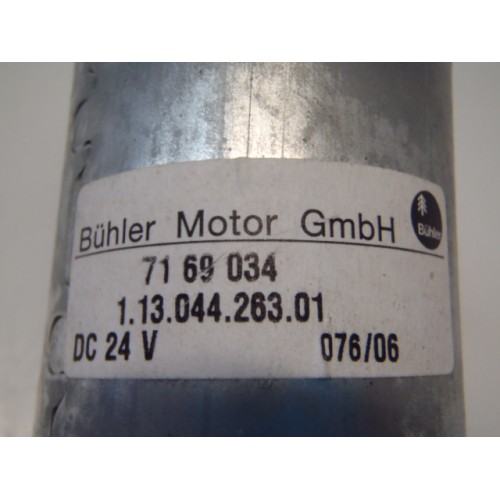 Bühler Motor GmbH
Bühler
71 69 034
1.13.044.263.01
DC 24 V 076/06